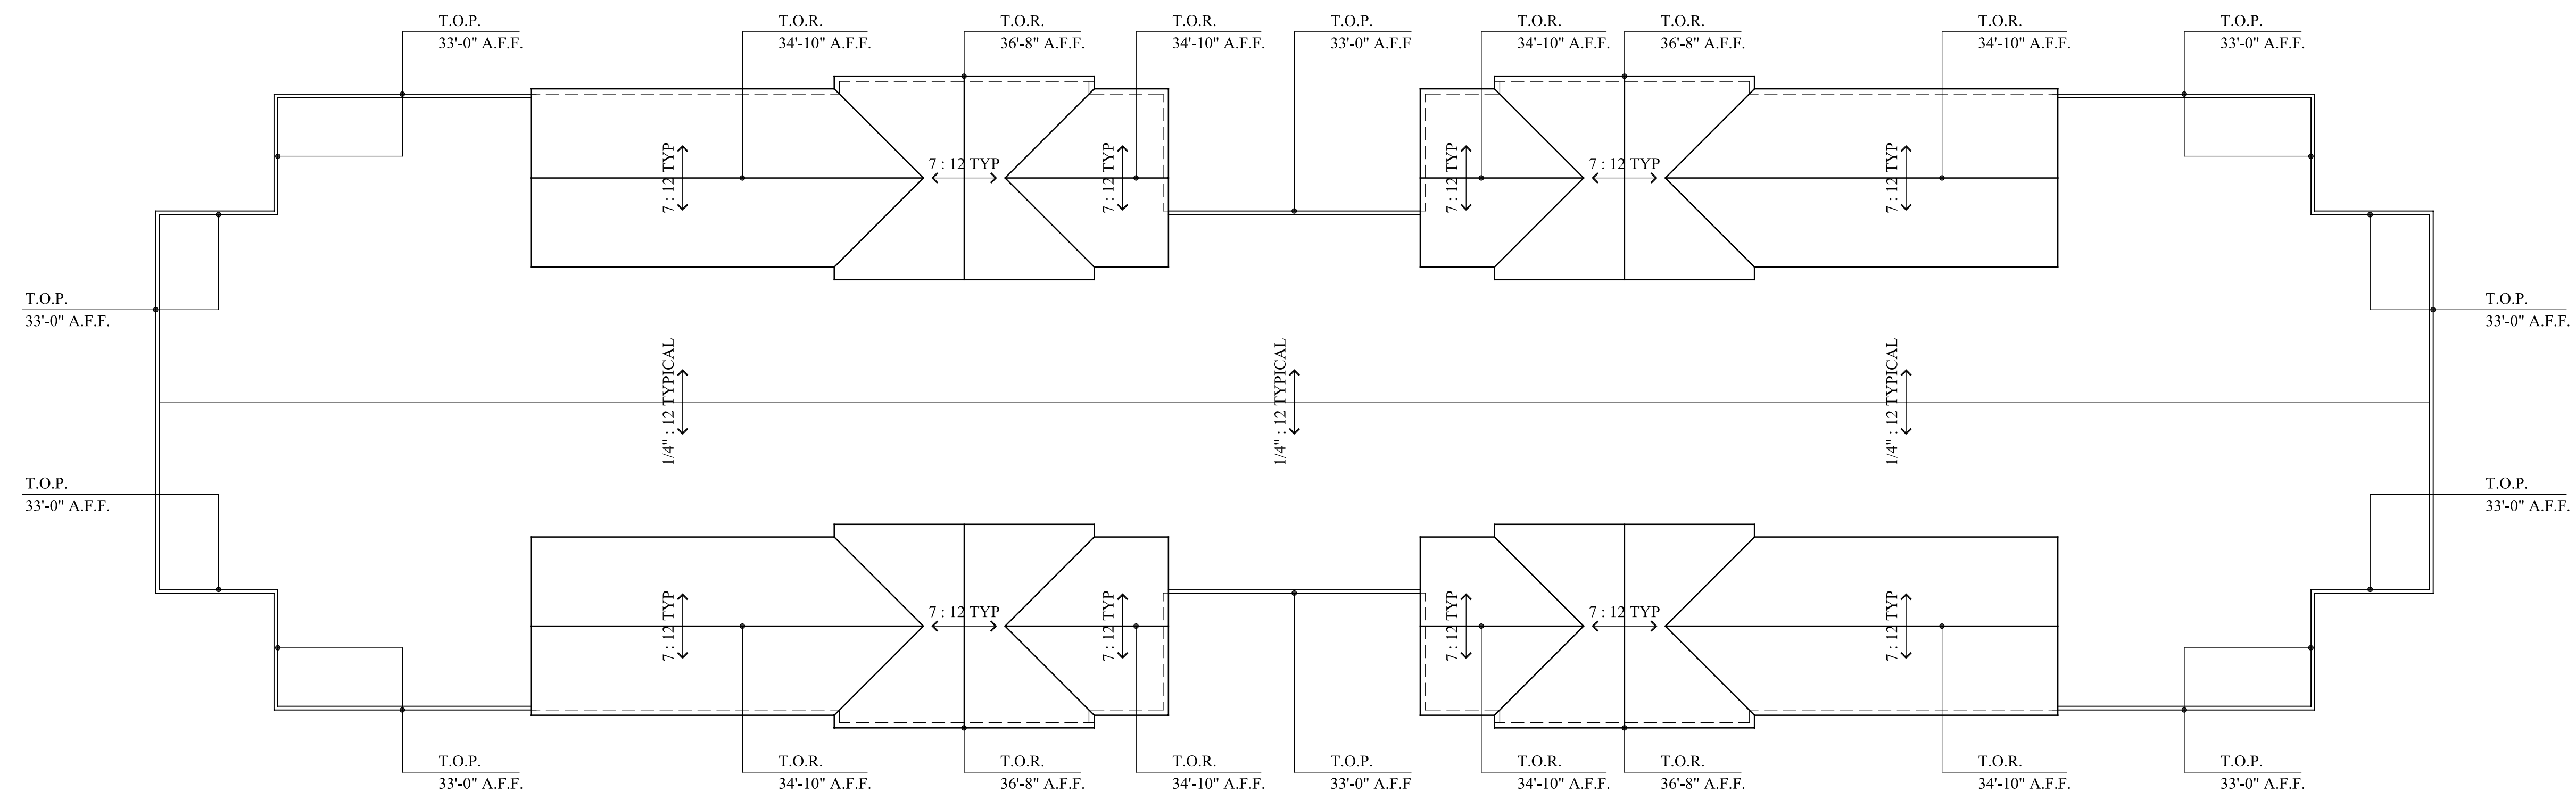 T.O.P.
33'-0" A.F.F.
T.O.R.
34'-10" A.F.F.
T.O.R.
36'-8" A.F.F.
T.O.R.
34'-10" A.F.F.
T.O.P.
33'-0" A.F.F
T.O.R.
34'-10" A.F.F.
T.O.R.
36'-8" A.F.F.
T.O.R.
34'-10" A.F.F.
T.O.P.
33'-0" A.F.F.
7 : 12 TYP
7 : 12 TYP
7 : 12 TYP
7 : 12 TYP
7 : 12 TYP
7 : 12 TYP
T.O.P.
33'-0" A.F.F.
T.O.P.
33'-0" A.F.F.
1/4" : 12 TYPICAL
1/4" : 12 TYPICAL
1/4" : 12 TYPICAL
T.O.P.
33'-0" A.F.F.
T.O.P.
33'-0" A.F.F.
7 : 12 TYP
7 : 12 TYP
7 : 12 TYP
7 : 12 TYP
7 : 12 TYP
7 : 12 TYP
T.O.P.
33'-0" A.F.F.
T.O.R.
34'-10" A.F.F.
T.O.R.
36'-8" A.F.F.
T.O.R.
34'-10" A.F.F.
T.O.P.
33'-0" A.F.F
T.O.R.
34'-10" A.F.F.
T.O.R.
36'-8" A.F.F.
T.O.R.
34'-10" A.F.F.
T.O.P.
33'-0" A.F.F.